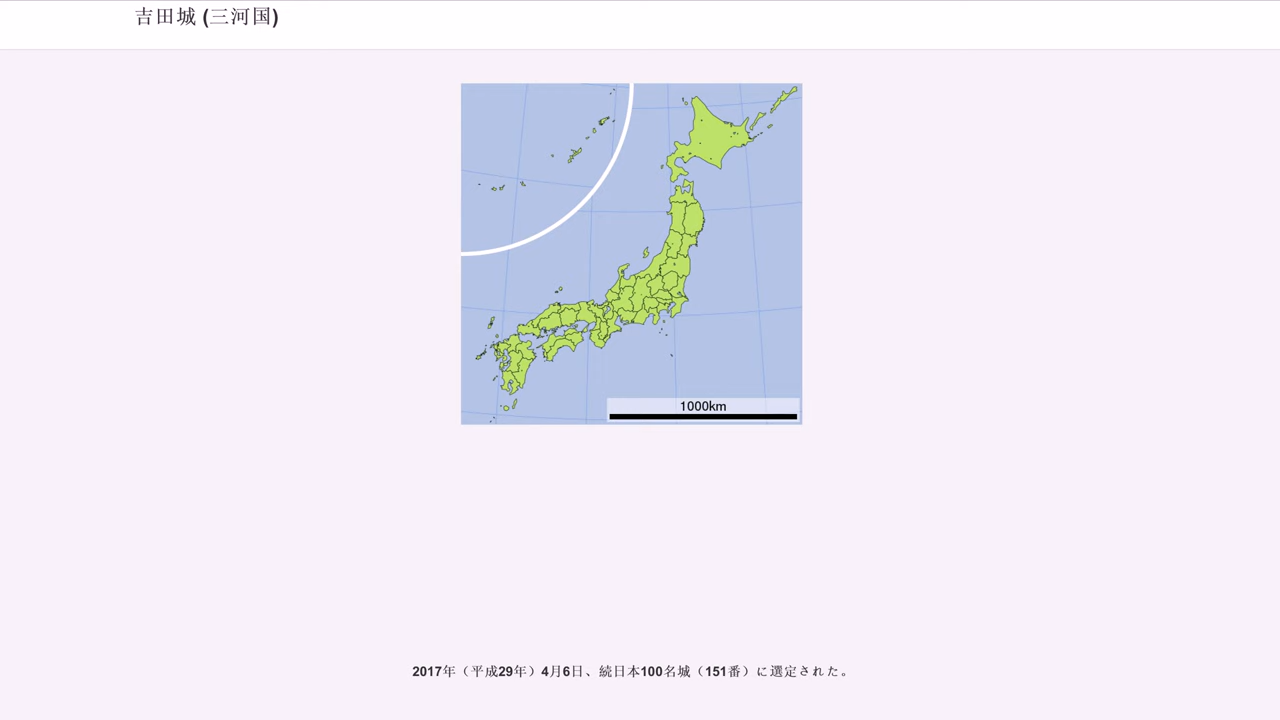 吉田城 (三河国)
1000km
2017年（平成29年）4月6日、続日本100名城（151番）に選定された。